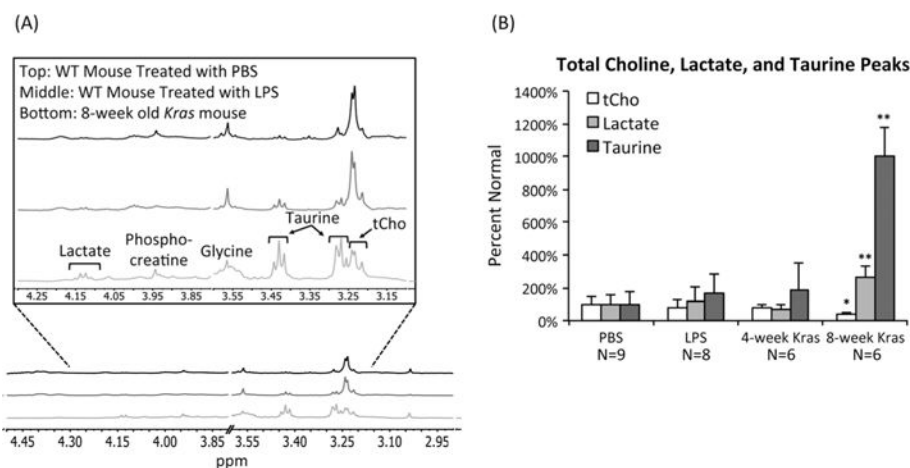 (A)
Top: WT Mouse Treated with PBS
Middle: WT Mouse Treated with LPS
Bottom: 8-week old Kras mouse
Taurine
tCho
Lactate
Phospho-
creatine
Glycine
4.25 4.15 4.05 3.95 3.55 3.45 3.35 3.25 3.15
4.45 4.30 4.15 4.00 3.85 3.55 3.40 3.25 3.10 2.95
ppm
(B)
Total Choline, Lactate, and Taurine Peaks
Percent Normal
1400%
1200%
1000%
800%
600%
400%
200%
0%
tCho
Lactate
Taurine
*
**
**
PBS LPS 4-week Kras 8-week Kras
N=9 N=8 N=6 N=6